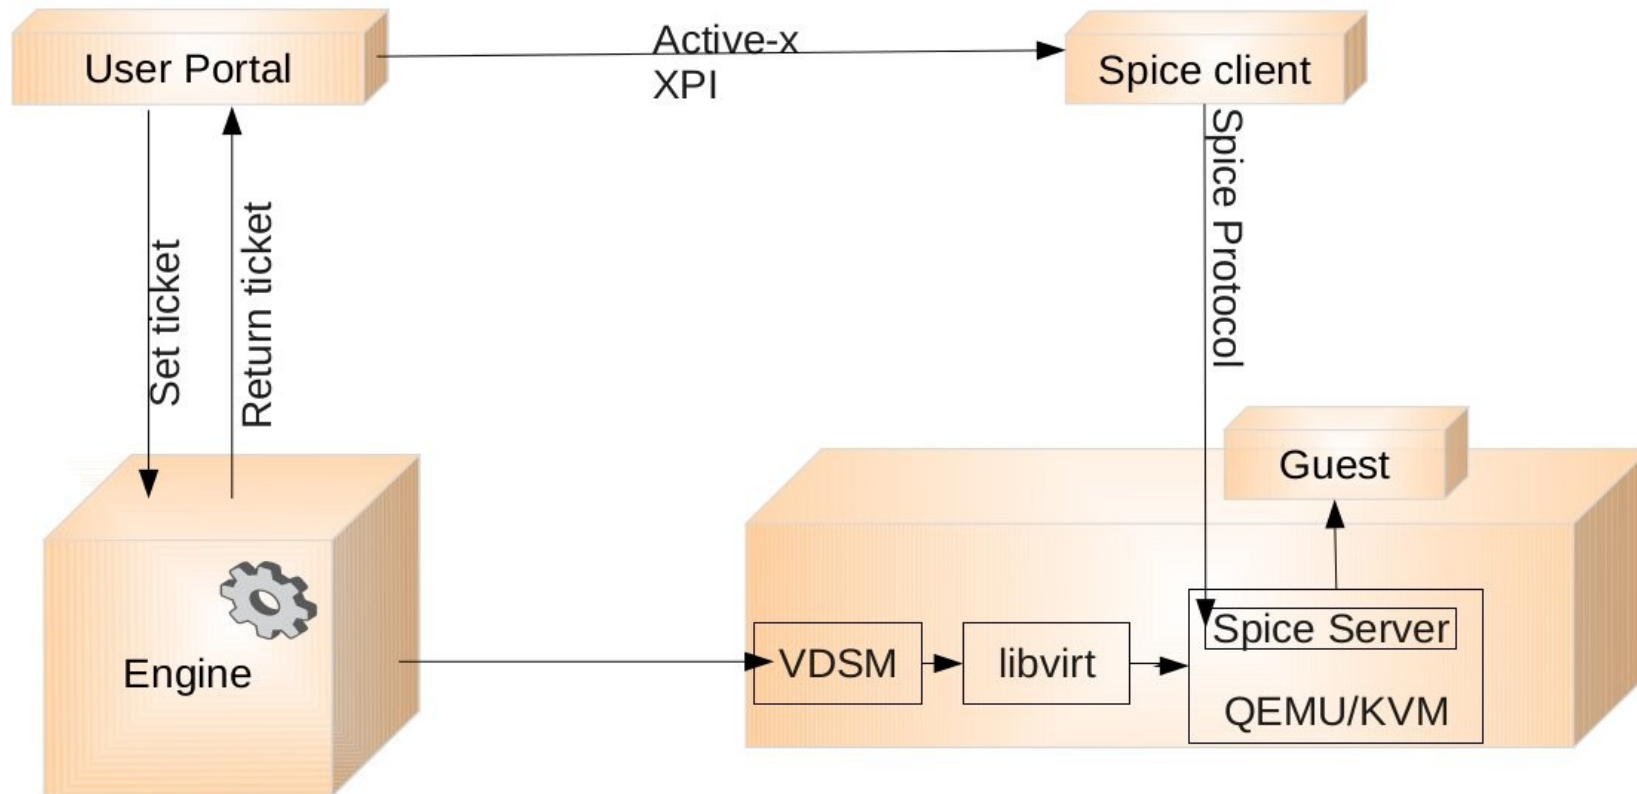 User Portal
Active-x
XPI
Spice client
Set ticket
Return ticket
Spice Protocol
Guest
Engine
VDSM
libvirt
Spice Server
QEMU/KVM